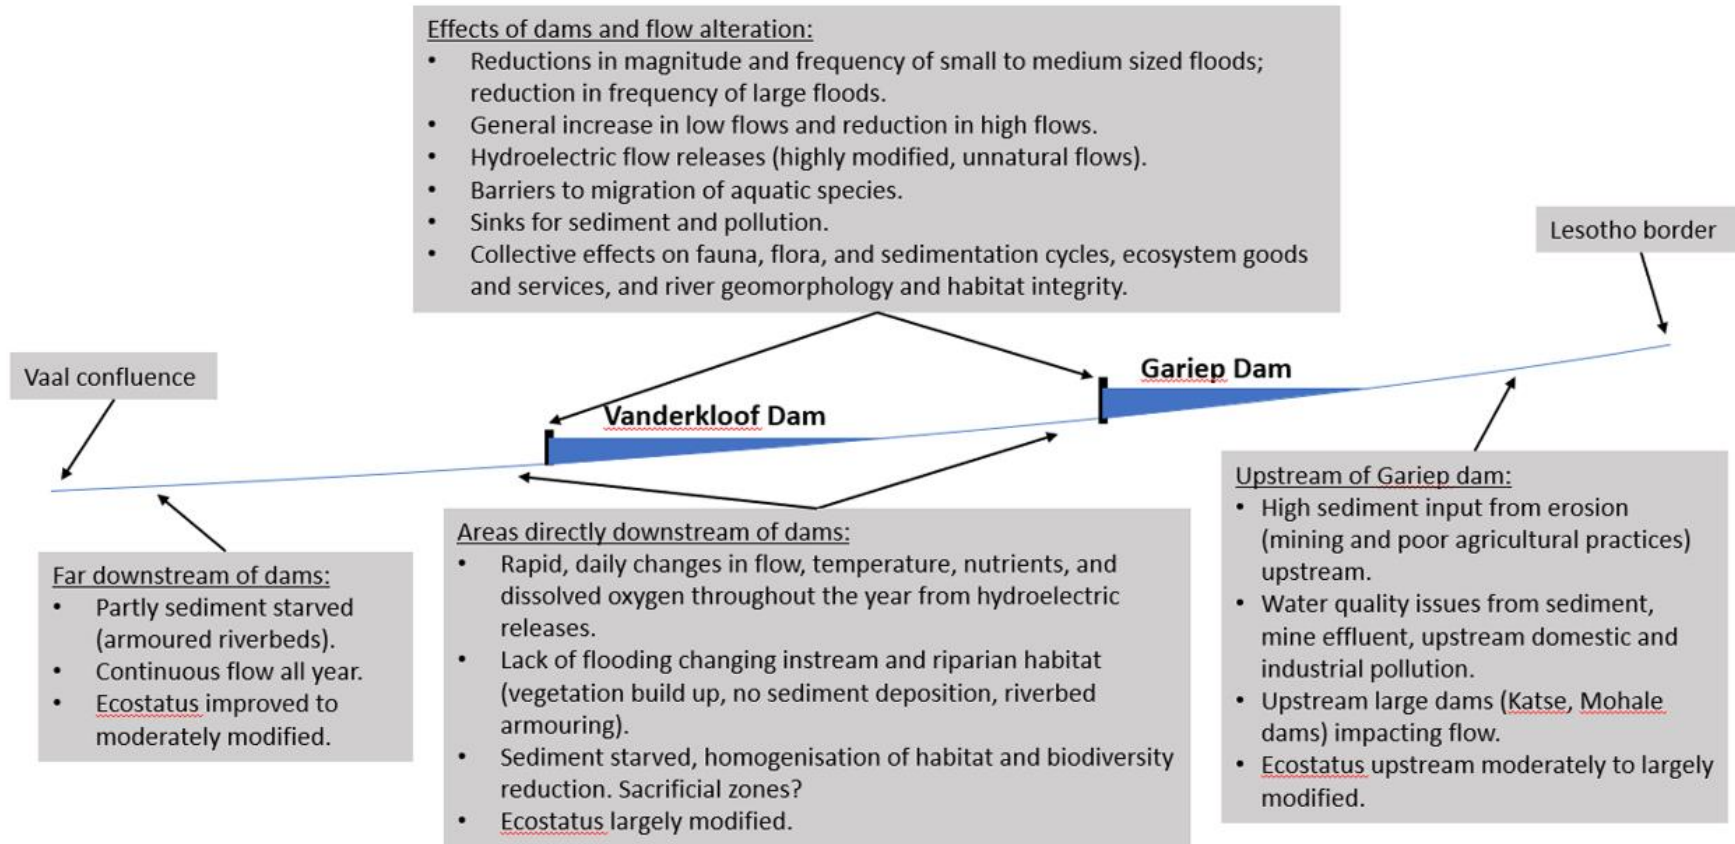 Effects of dams and flow alteration:
• Reductions in magnitude and frequency of small to medium sized floods;
reduction in frequency of large floods.
• General increase in low flows and reduction in high flows.
• Hydroelectric flow releases (highly modified, unnatural flows).
• Barriers to migration of aquatic species.
• Sinks for sediment and pollution.
• Collective effects on fauna, flora, and sedimentation cycles, ecosystem goods
and services, and river geomorphology and habitat integrity.
Lesotho border
Vaal confluence
Gariep Dam
Vanderkloof Dam
Far downstream of dams:
• Partly sediment starved
(armoured riverbeds).
• Continuous flow all year.
• Ecostatus improved to
moderately modified.
Areas directly downstream of dams:
• Rapid, daily changes in flow, temperature, nutrients, and
dissolved oxygen throughout the year from hydroelectric
releases.
• Lack of flooding changing instream and riparian habitat
(vegetation build up, no sediment deposition, riverbed
armouring).
• Sediment starved, homogenisation of habitat and biodiversity
reduction. Sacrificial zones?
• Ecostatus largely modified.
Upstream of Gariep dam:
• High sediment input from erosion
(mining and poor agricultural practices)
upstream.
• Water quality issues from sediment,
mine effluent, upstream domestic and
industrial pollution.
• Upstream large dams (Katse, Mohale
dams) impacting flow.
• Ecostatus upstream moderately to largely
modified.